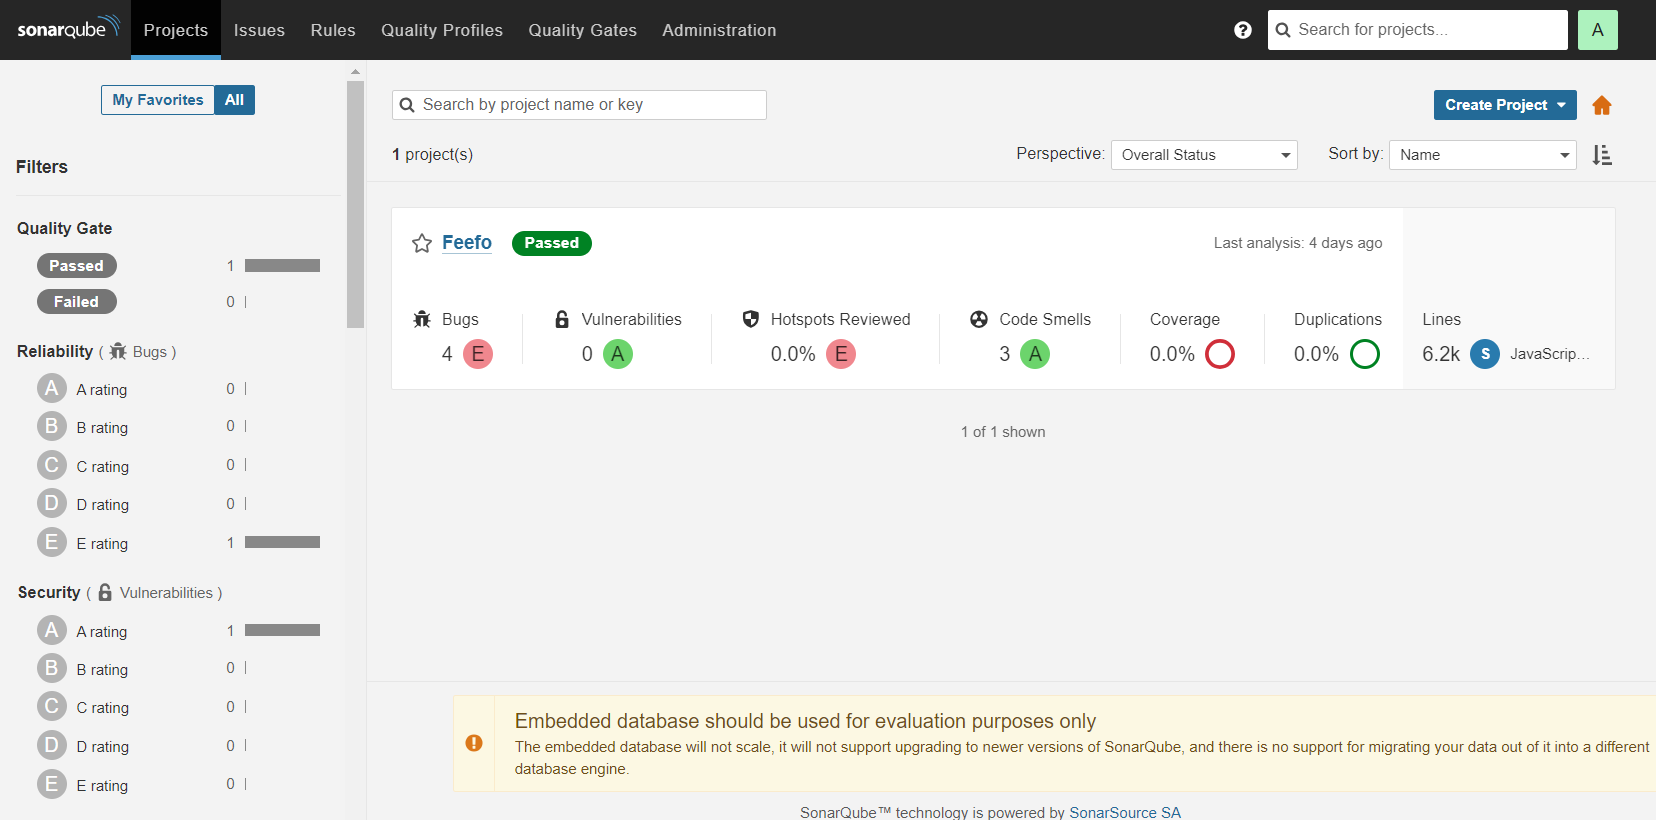 sonarqube Projects Issues Rules Quality Profiles Quality Gates Administration ? Search for projects... A
My Favorites All
Filters
Quality Gate
Passed 1
Failed 0
Reliability ( Bugs )
A A rating 0
B B rating 0
C C rating 0
D D rating 0
E E rating 1
Security ( Vulnerabilities )
A A rating 1
B B rating 0
C C rating 0
D D rating 0
E E rating 0
Search by project name or key Create Project
1 project(s) Perspective: Overall Status Sort by: Name
Feefo Passed Last analysis: 4 days ago
Bugs Vulnerabilities Hotspots Reviewed Code Smells Coverage Duplications Lines
4 E 0 A 0.0% E 3 A 0.0% 0.0% 6.2k S JavaScrip...
1 of 1 shown
Embedded database should be used for evaluation purposes only
The embedded database will not scale, it will not support upgrading to newer versions of SonarQube, and there is no support for migrating your data out of it into a different
database engine.
SonarQube™ technology is powered by SonarSource SA